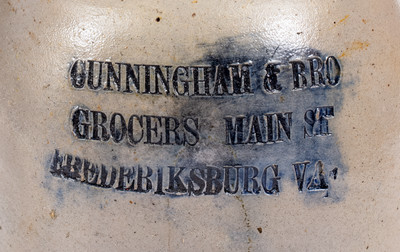 CUNNINGHAM & BRO
GROCERS MAIN ST
FREDERIKSBURG VA